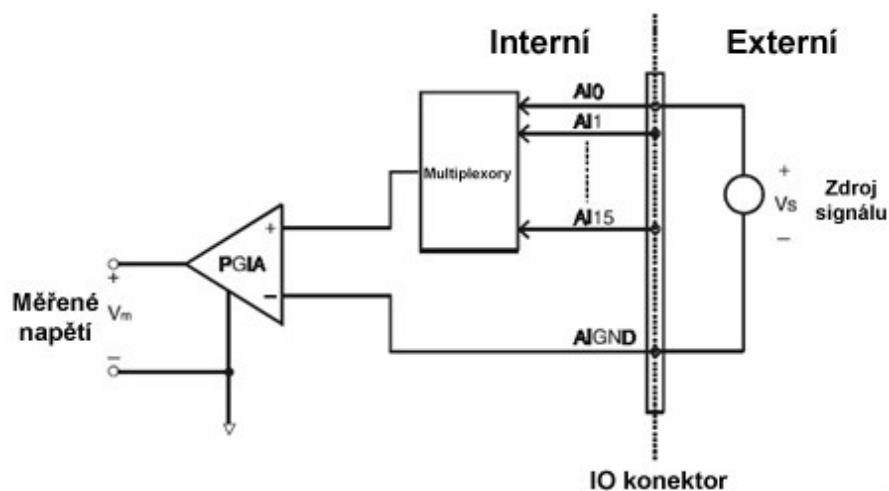 Interní
Externí
AI0
AI1
Multiplexory
AI15
+
Vs
−
Zdroj
signálu
+
PGIA
−
Měřené
napětí
+
Vm
−
AIGND
IO konektor